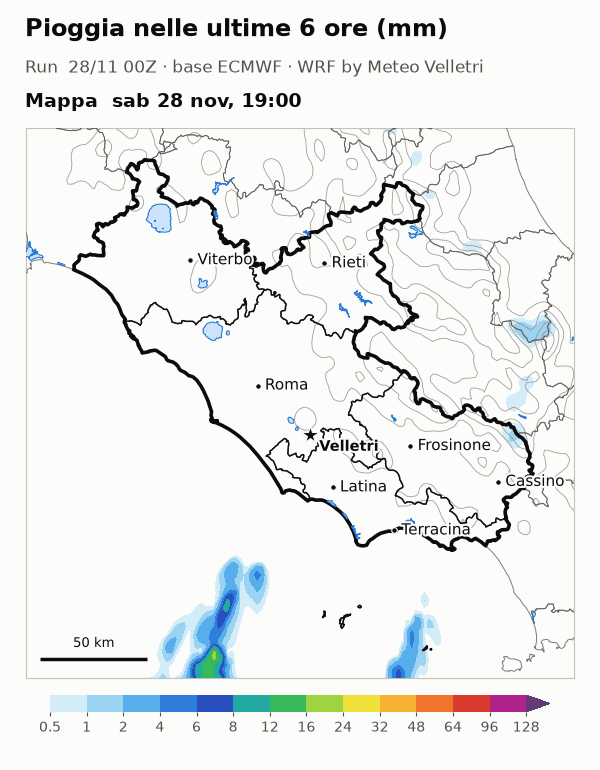 Pioggia nelle ultime 6 ore (mm)
Run  28/11 00Z · base ECMWF · WRF by Meteo Velletri
Mappa  sab 28 nov, 19:00
Viterbo
Rieti
Roma
Velletri
Frosinone
Latina
Cassino
Terracina
50 km
0.5 1 2 4 6 8 12 16 24 32 48 64 96 128